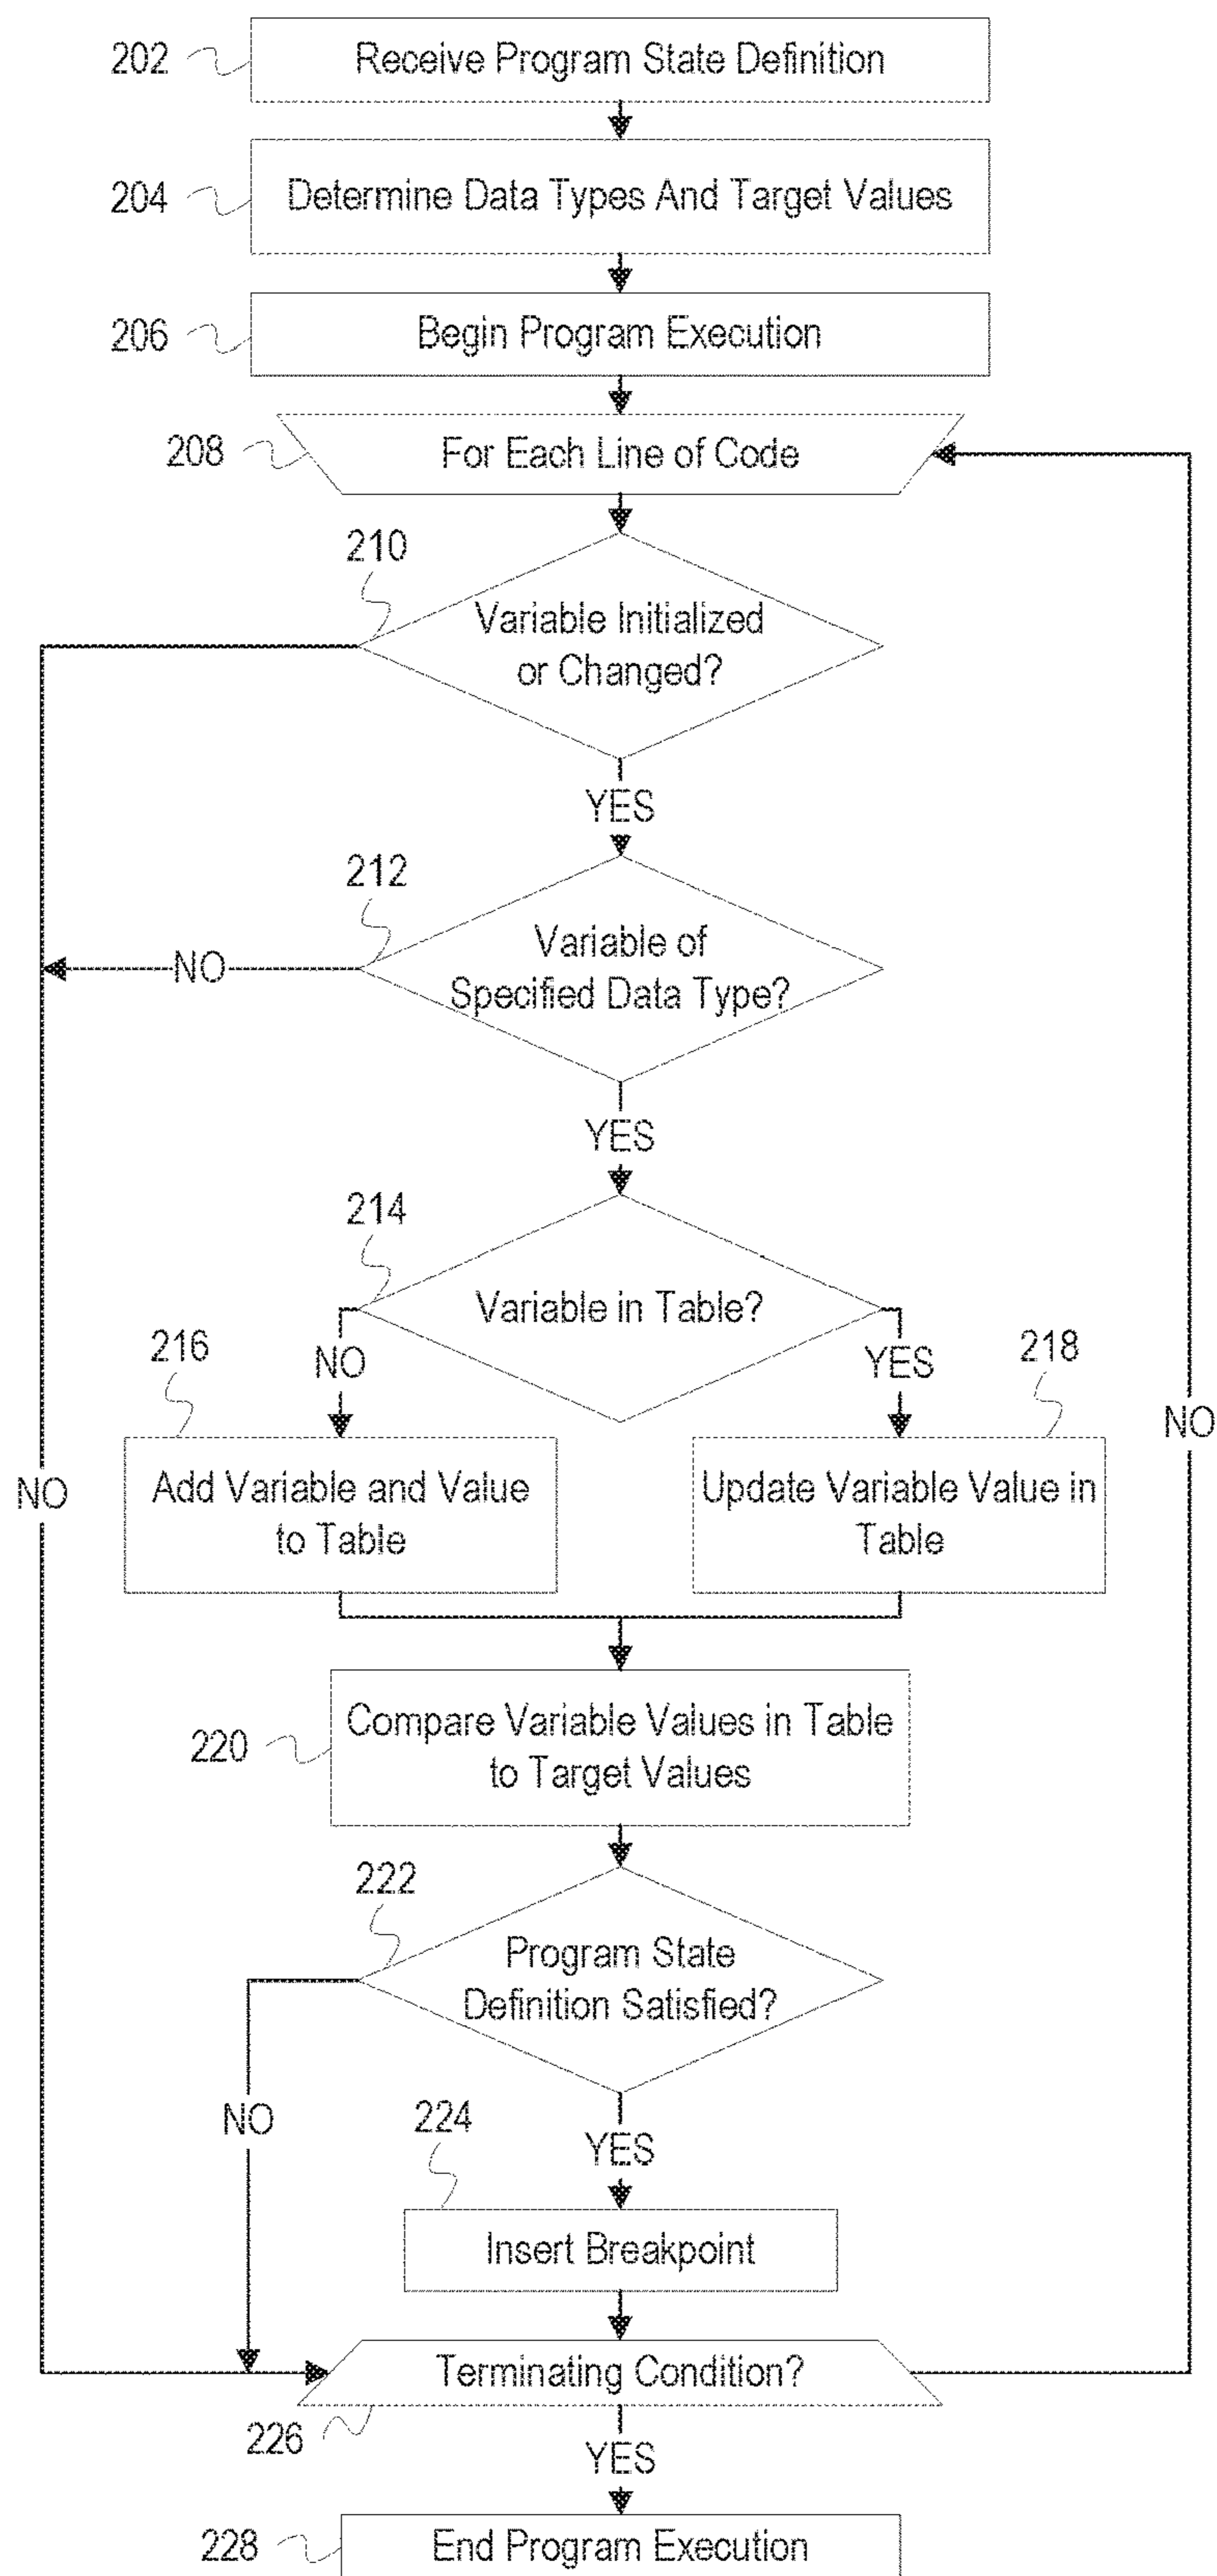 202
Receive Program State Definition
204
Determine Data Types And Target Values
206
Begin Program Execution
208
For Each Line of Code
210
Variable Initialized
or Changed?
YES
212
Variable of
Specified Data Type?
NO
YES
214
Variable in Table?
216
NO
YES
218
NO
Add Variable and Value
to Table
Update Variable Value in
Table
NO
220
Compare Variable Values in Table
to Target Values
222
Program State
Definition Satisfied?
NO
224
YES
Insert Breakpoint
Terminating Condition?
226
YES
228
End Program Execution